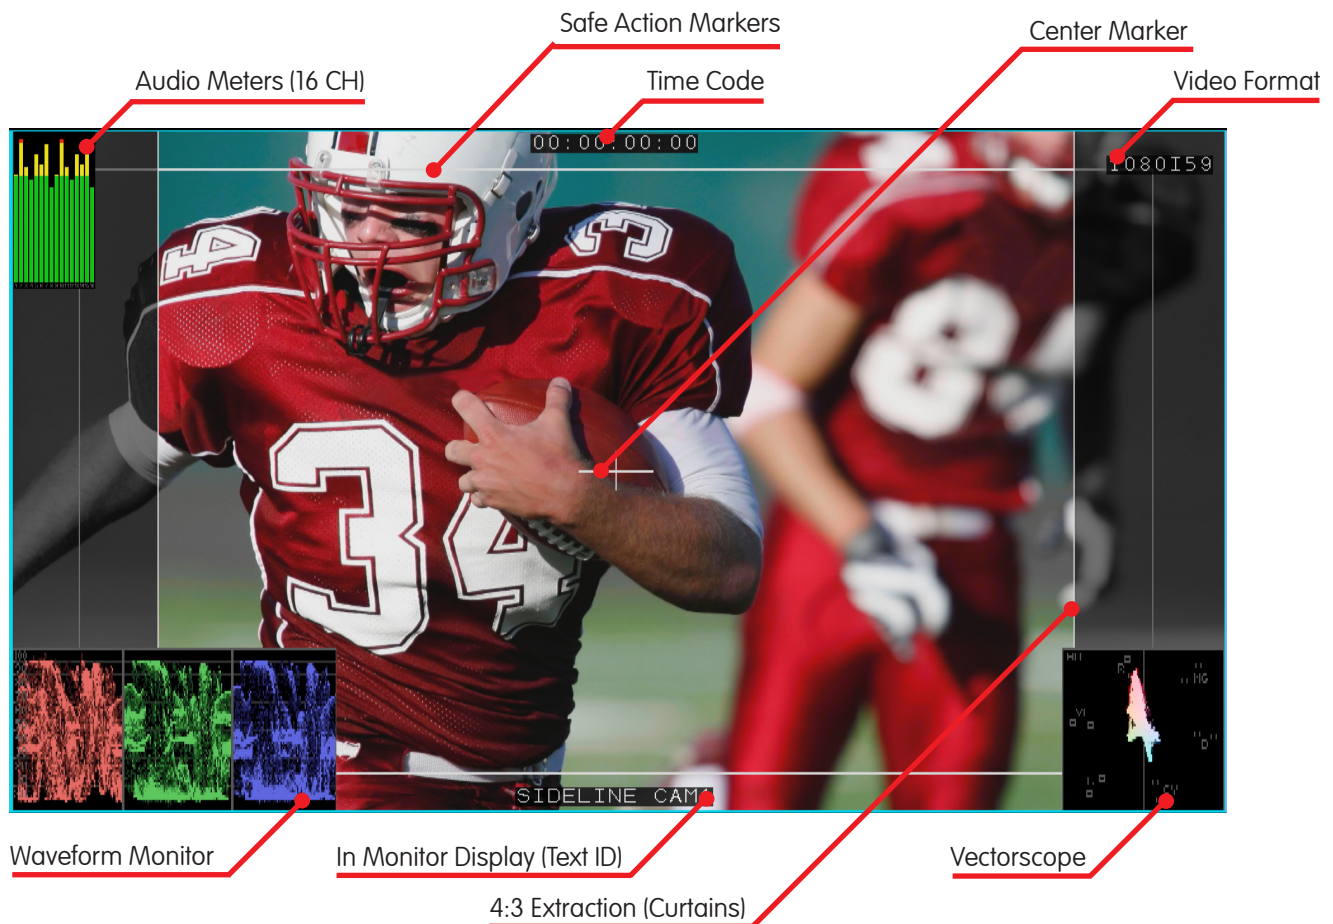 Safe Action Markers
Center Marker
Audio Meters (16 CH)
Time Code
Video Format
00:00:00:00
1080I59
4
3
34
Waveform Monitor
In Monitor Display (Text ID)
SIDELINE CAM
Vectorscope
4:3 Extraction (Curtains)